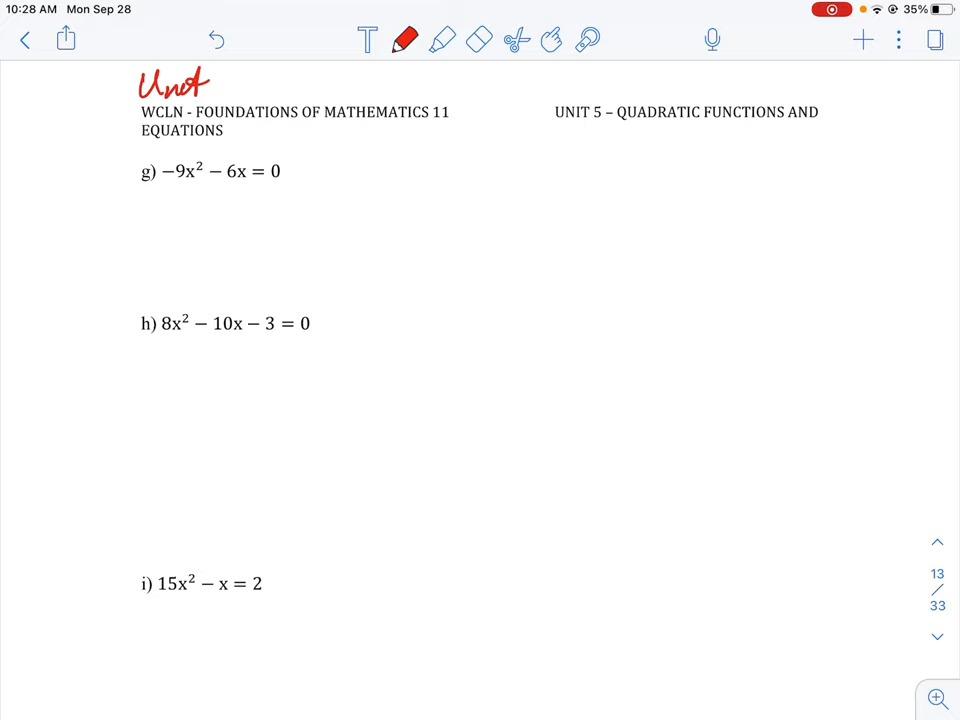 10:28 AM Mon Sep 28 35%
T
Unit
WCLN - FOUNDATIONS OF MATHEMATICS 11 UNIT 5 – QUADRATIC FUNCTIONS AND
EQUATIONS
g) −9x² − 6x = 0
h) 8x² − 10x − 3 = 0
i) 15x² − x = 2
13
/
33